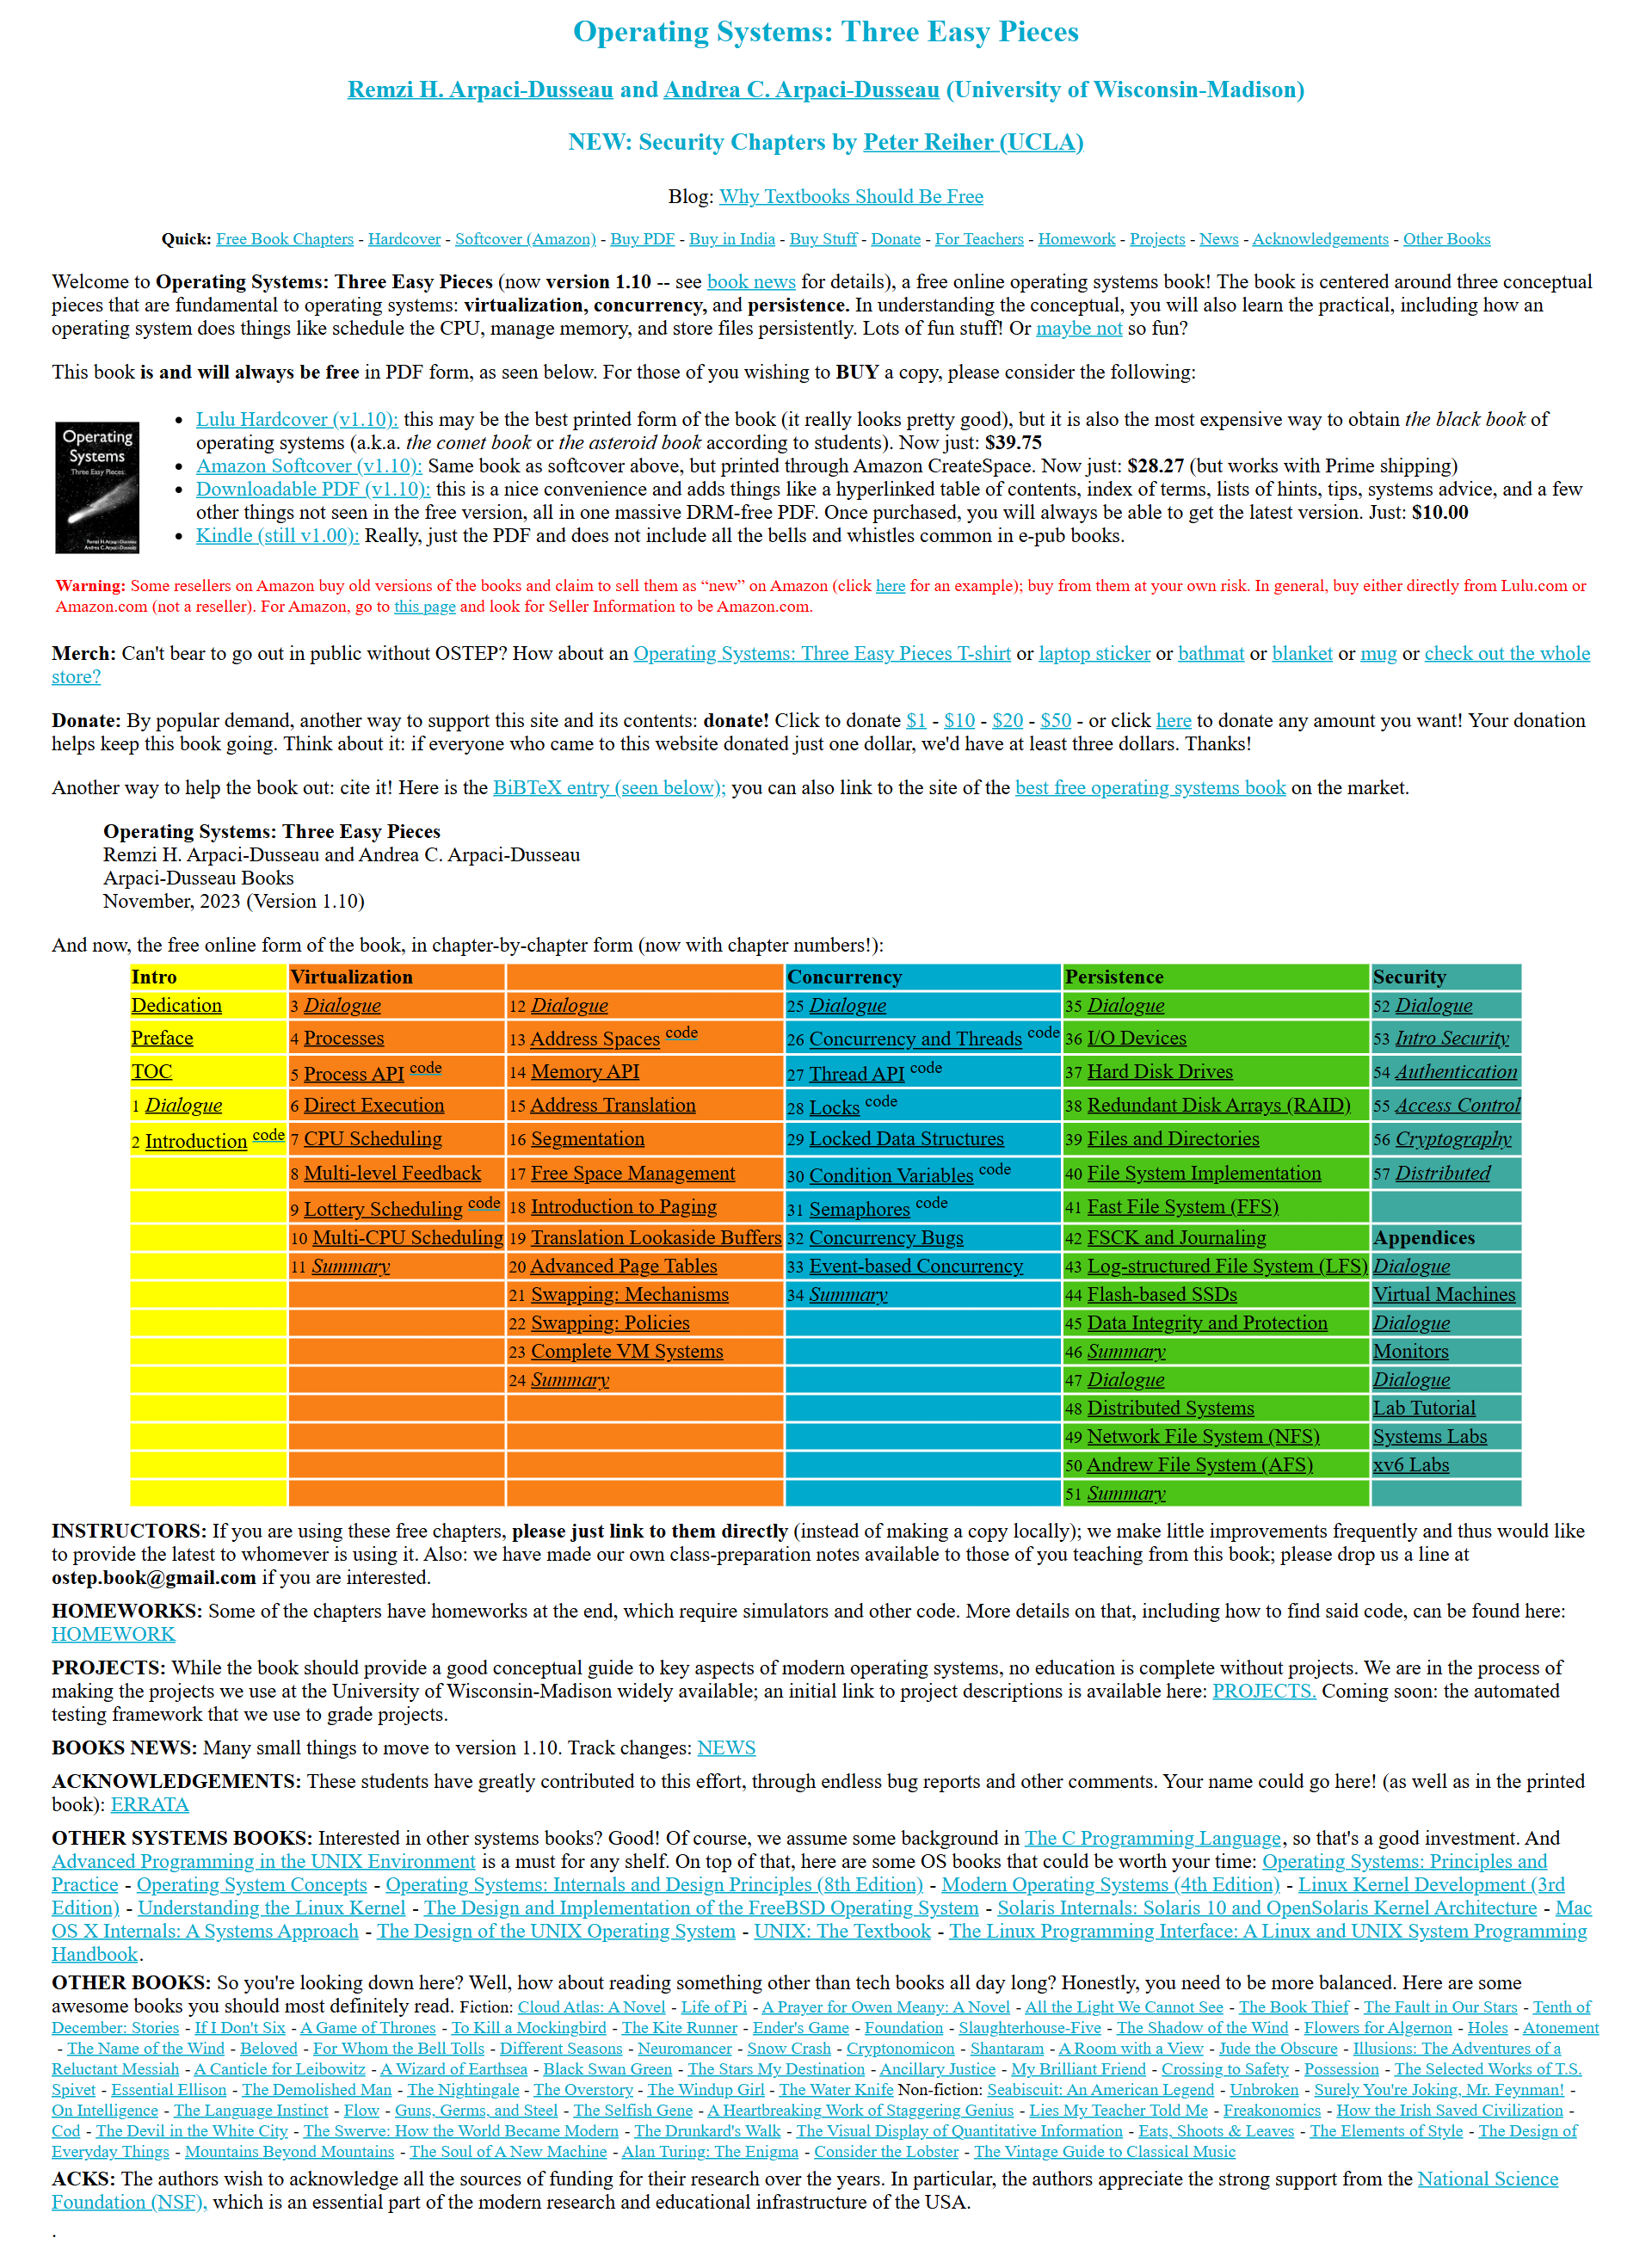 Operating Systems: Three Easy Pieces
Remzi H. Arpaci-Dusseau and Andrea C. Arpaci-Dusseau (University of Wisconsin-Madison)
NEW: Security Chapters by Peter Reiher (UCLA)
Blog: Why Textbooks Should Be Free
Quick: Free Book Chapters - Hardcover - Softcover (Amazon) - Buy PDF - Buy in India - Buy Stuff - Donate - For Teachers - Homework - Projects - News - Acknowledgements - Other Books
Welcome to Operating Systems: Three Easy Pieces (now version 1.10 -- see book news for details), a free online operating systems book! The book is centered around three conceptual
pieces that are fundamental to operating systems: virtualization, concurrency, and persistence. In understanding the conceptual, you will also learn the practical, including how an
operating system does things like schedule the CPU, manage memory, and store files persistently. Lots of fun stuff! Or maybe not so fun?
This book is and will always be free in PDF form, as seen below. For those of you wishing to BUY a copy, please consider the following:
Operating
Systems
Three Easy Pieces
Remzi H. Arpaci-Dusseau
Andrea C. Arpaci-Dusseau
• Lulu Hardcover (v1.10): this may be the best printed form of the book (it really looks pretty good), but it is also the most expensive way to obtain the black book of
operating systems (a.k.a. the comet book or the asteroid book according to students). Now just: $39.75
• Amazon Softcover (v1.10): Same book as softcover above, but printed through Amazon CreateSpace. Now just: $28.27 (but works with Prime shipping)
• Downloadable PDF (v1.10): this is a nice convenience and adds things like a hyperlinked table of contents, index of terms, lists of hints, tips, systems advice, and a few
other things not seen in the free version, all in one massive DRM-free PDF. Once purchased, you will always be able to get the latest version. Just: $10.00
• Kindle (still v1.00): Really, just the PDF and does not include all the bells and whistles common in e-pub books.
Warning: Some resellers on Amazon buy old versions of the books and claim to sell them as “new” on Amazon (click here for an example); buy from them at your own risk. In general, buy either directly from Lulu.com or
Amazon.com (not a reseller). For Amazon, go to this page and look for Seller Information to be Amazon.com.
Merch: Can't bear to go out in public without OSTEP? How about an Operating Systems: Three Easy Pieces T-shirt or laptop sticker or bathmat or blanket or mug or check out the whole
store?
Donate: By popular demand, another way to support this site and its contents: donate! Click to donate $1 - $10 - $20 - $50 - or click here to donate any amount you want! Your donation
helps keep this book going. Think about it: if everyone who came to this website donated just one dollar, we'd have at least three dollars. Thanks!
Another way to help the book out: cite it! Here is the BiBTeX entry (seen below); you can also link to the site of the best free operating systems book on the market.
Operating Systems: Three Easy Pieces
Remzi H. Arpaci-Dusseau and Andrea C. Arpaci-Dusseau
Arpaci-Dusseau Books
November, 2023 (Version 1.10)
And now, the free online form of the book, in chapter-by-chapter form (now with chapter numbers!):
Intro Virtualization Concurrency Persistence Security
Dedication 3 Dialogue 12 Dialogue 25 Dialogue 35 Dialogue 52 Dialogue
Preface 4 Processes 13 Address Spaces code 26 Concurrency and Threads code 36 I/O Devices 53 Intro Security
TOC 5 Process API code 14 Memory API 27 Thread API code 37 Hard Disk Drives 54 Authentication
1 Dialogue 6 Direct Execution 15 Address Translation 28 Locks code 38 Redundant Disk Arrays (RAID) 55 Access Control
2 Introduction code 7 CPU Scheduling 16 Segmentation 29 Locked Data Structures 39 Files and Directories 56 Cryptography
8 Multi-level Feedback 17 Free Space Management 30 Condition Variables code 40 File System Implementation 57 Distributed
9 Lottery Scheduling code 18 Introduction to Paging 31 Semaphores code 41 Fast File System (FFS)
10 Multi-CPU Scheduling 19 Translation Lookaside Buffers 32 Concurrency Bugs 42 FSCK and Journaling Appendices
11 Summary 20 Advanced Page Tables 33 Event-based Concurrency 43 Log-structured File System (LFS) Dialogue
21 Swapping: Mechanisms 34 Summary 44 Flash-based SSDs Virtual Machines
22 Swapping: Policies 45 Data Integrity and Protection Dialogue
23 Complete VM Systems 46 Summary Monitors
24 Summary 47 Dialogue Dialogue
48 Distributed Systems Lab Tutorial
49 Network File System (NFS) Systems Labs
50 Andrew File System (AFS) xv6 Labs
51 Summary
INSTRUCTORS: If you are using these free chapters, please just link to them directly (instead of making a copy locally); we make little improvements frequently and thus would like
to provide the latest to whomever is using it. Also: we have made our own class-preparation notes available to those of you teaching from this book; please drop us a line at
ostep.book@gmail.com if you are interested.
HOMEWORKS: Some of the chapters have homeworks at the end, which require simulators and other code. More details on that, including how to find said code, can be found here:
HOMEWORK
PROJECTS: While the book should provide a good conceptual guide to key aspects of modern operating systems, no education is complete without projects. We are in the process of
making the projects we use at the University of Wisconsin-Madison widely available; an initial link to project descriptions is available here: PROJECTS. Coming soon: the automated
testing framework that we use to grade projects.
BOOKS NEWS: Many small things to move to version 1.10. Track changes: NEWS
ACKNOWLEDGEMENTS: These students have greatly contributed to this effort, through endless bug reports and other comments. Your name could go here! (as well as in the printed
book): ERRATA
OTHER SYSTEMS BOOKS: Interested in other systems books? Good! Of course, we assume some background in The C Programming Language, so that's a good investment. And
Advanced Programming in the UNIX Environment is a must for any shelf. On top of that, here are some OS books that could be worth your time: Operating Systems: Principles and
Practice - Operating System Concepts - Operating Systems: Internals and Design Principles (8th Edition) - Modern Operating Systems (4th Edition) - Linux Kernel Development (3rd
Edition) - Understanding the Linux Kernel - The Design and Implementation of the FreeBSD Operating System - Solaris Internals: Solaris 10 and OpenSolaris Kernel Architecture - Mac
OS X Internals: A Systems Approach - The Design of the UNIX Operating System - UNIX: The Textbook - The Linux Programming Interface: A Linux and UNIX System Programming
Handbook.
OTHER BOOKS: So you're looking down here? Well, how about reading something other than tech books all day long? Honestly, you need to be more balanced. Here are some
awesome books you should most definitely read. Fiction: Cloud Atlas: A Novel - Life of Pi - A Prayer for Owen Meany: A Novel - All the Light We Cannot See - The Book Thief - The Fault in Our Stars - Tenth of
December: Stories - If I Don't Six - A Game of Thrones - To Kill a Mockingbird - The Kite Runner - Ender's Game - Foundation - Slaughterhouse-Five - The Shadow of the Wind - Flowers for Algernon - Holes - Atonement
- The Name of the Wind - Beloved - For Whom the Bell Tolls - Different Seasons - Neuromancer - Snow Crash - Cryptonomicon - Shantaram - A Room with a View - Jude the Obscure - Illusions: The Adventures of a
Reluctant Messiah - A Canticle for Leibowitz - A Wizard of Earthsea - Black Swan Green - The Stars My Destination - Ancillary Justice - My Brilliant Friend - Crossing to Safety - Possession - The Selected Works of T.S.
Spivet - Essential Ellison - The Demolished Man - The Nightingale - The Overstory - The Windup Girl - The Water Knife Non-fiction: Seabiscuit: An American Legend - Unbroken - Surely You're Joking, Mr. Feynman! -
On Intelligence - The Language Instinct - Flow - Guns, Germs, and Steel - The Selfish Gene - A Heartbreaking Work of Staggering Genius - Lies My Teacher Told Me - Freakonomics - How the Irish Saved Civilization -
Cod - The Devil in the White City - The Swerve: How the World Became Modern - The Drunkard's Walk - The Visual Display of Quantitative Information - Eats, Shoots & Leaves - The Elements of Style - The Design of
Everyday Things - Mountains Beyond Mountains - The Soul of A New Machine - Alan Turing: The Enigma - Consider the Lobster - The Vintage Guide to Classical Music
ACKS: The authors wish to acknowledge all the sources of funding for their research over the years. In particular, the authors appreciate the strong support from the National Science
Foundation (NSF), which is an essential part of the modern research and educational infrastructure of the USA.
.